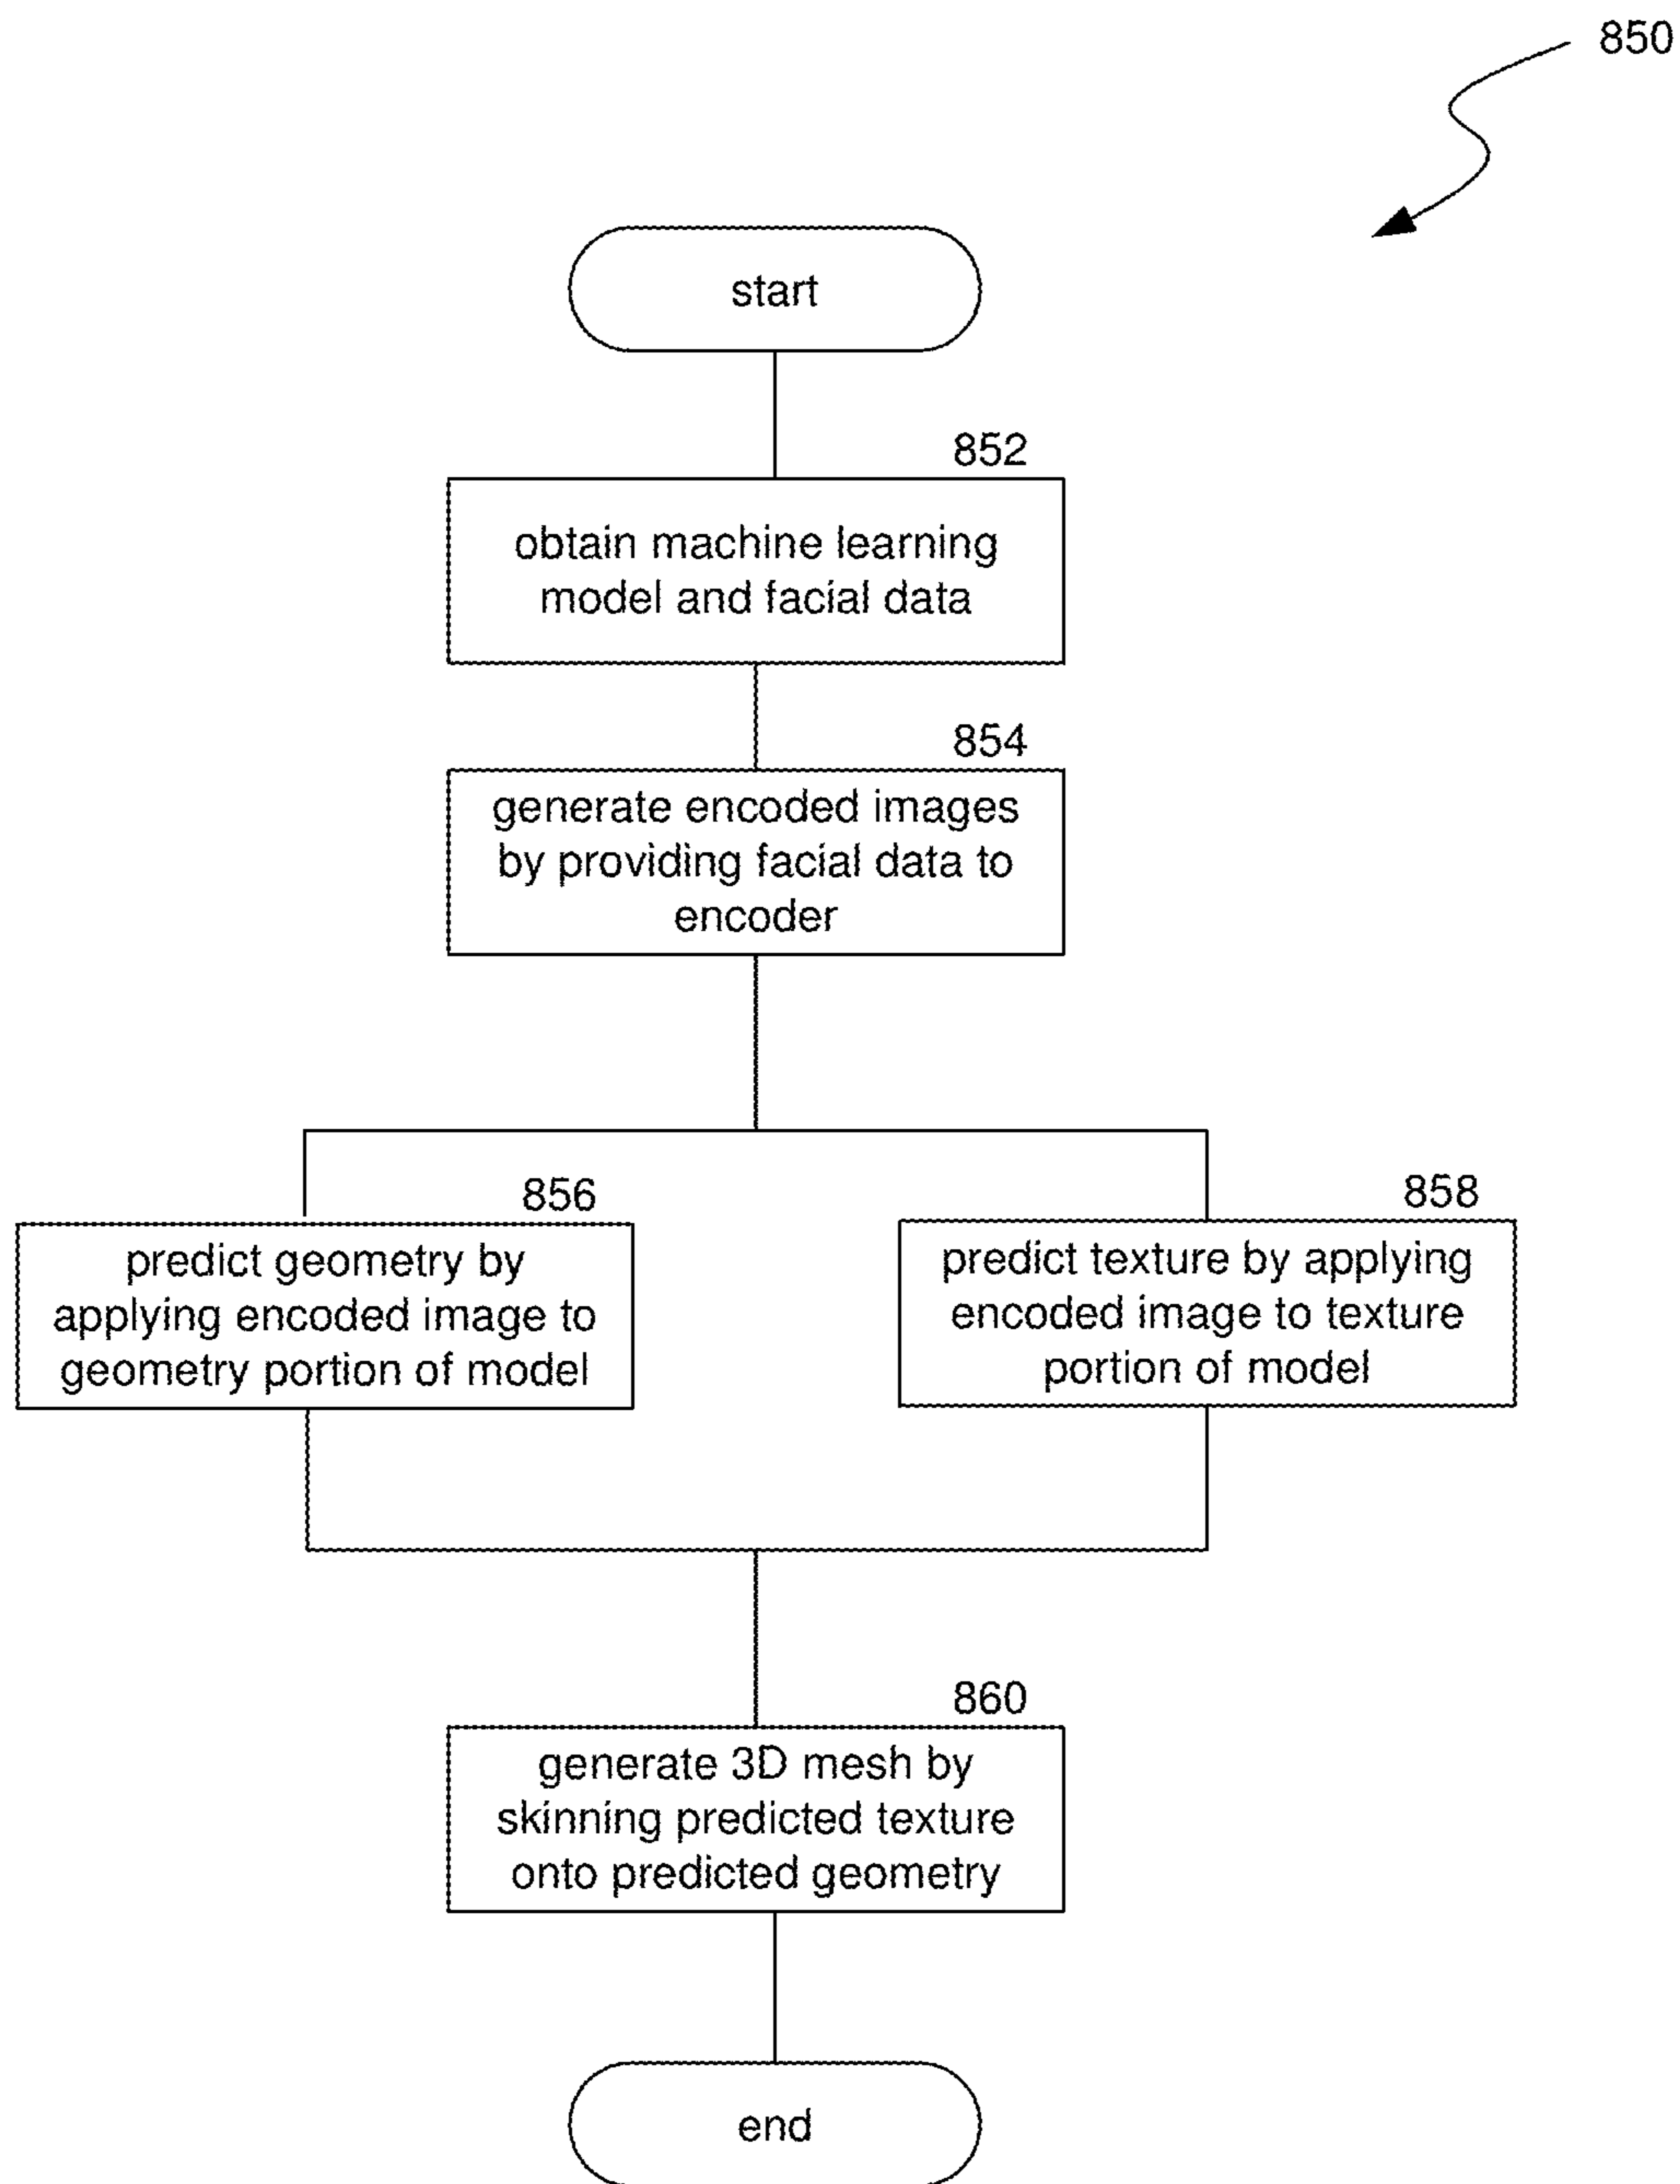 850
start
852
obtain machine learning
model and facial data
854
generate encoded images
by providing facial data to
encoder
856
predict geometry by
applying encoded image to
geometry portion of model
858
predict texture by applying
encoded image to texture
portion of model
860
generate 3D mesh by
skinning predicted texture
onto predicted geometry
end